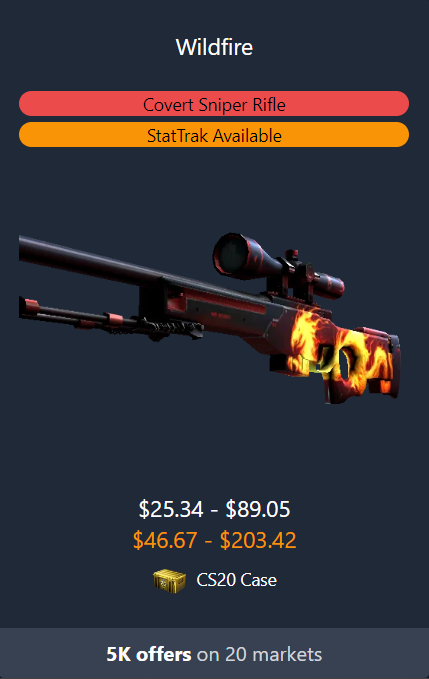 Wildfire
Covert Sniper Rifle
StatTrak Available
$25.34 - $89.05
$46.67 - $203.42
CS20 Case
5K offers on 20 markets